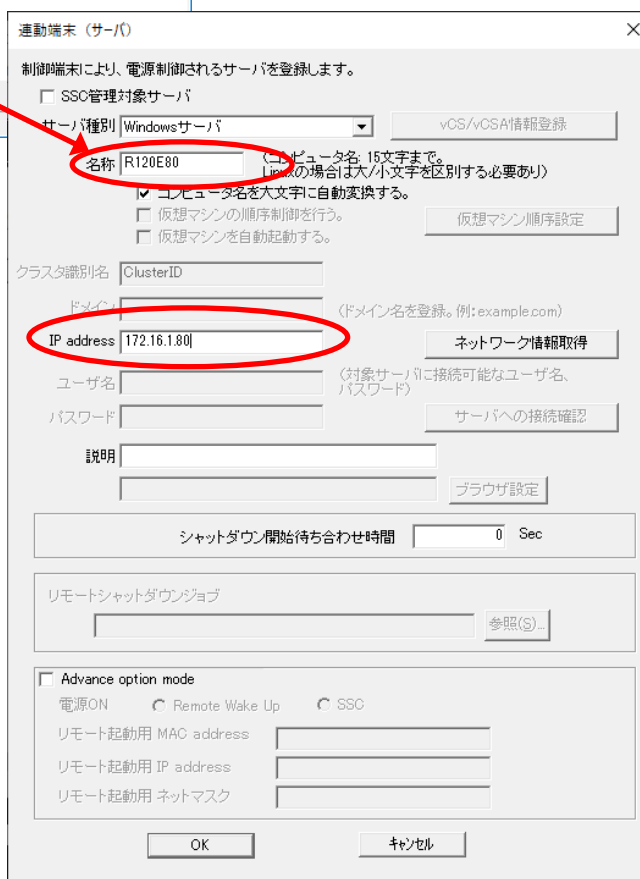 連動端末（サーバ）
制御端末により、電源制御されるサーバを登録します。
SSC管理対象サーバ
サーバ種別 Windowsサーバ vCS/vCSA情報登録
名称 R120E80 (コンピュータ名: 15文字まで。
Linuxの場合は大/小文字を区別する必要あり)
コンピュータ名を大文字に自動変換する。
仮想マシンの順序制御を行う。 仮想マシン順序設定
仮想マシンを自動起動する。
クラスタ識別名 ClusterID
ドメイン (ドメイン名を登録。例:example.com)
IP address 172.16.1.80 ネットワーク情報取得
ユーザ名 (対象サーバに接続可能なユーザ名、
パスワード)
パスワード サーバへの接続確認
説明
ブラウザ設定
シャットダウン開始待ち合わせ時間 0 Sec
リモートシャットダウンジョブ
参照(S)...
Advance option mode
電源ON Remote Wake Up SSC
リモート起動用 MAC address
リモート起動用 IP address
リモート起動用 ネットマスク
OK キャンセル